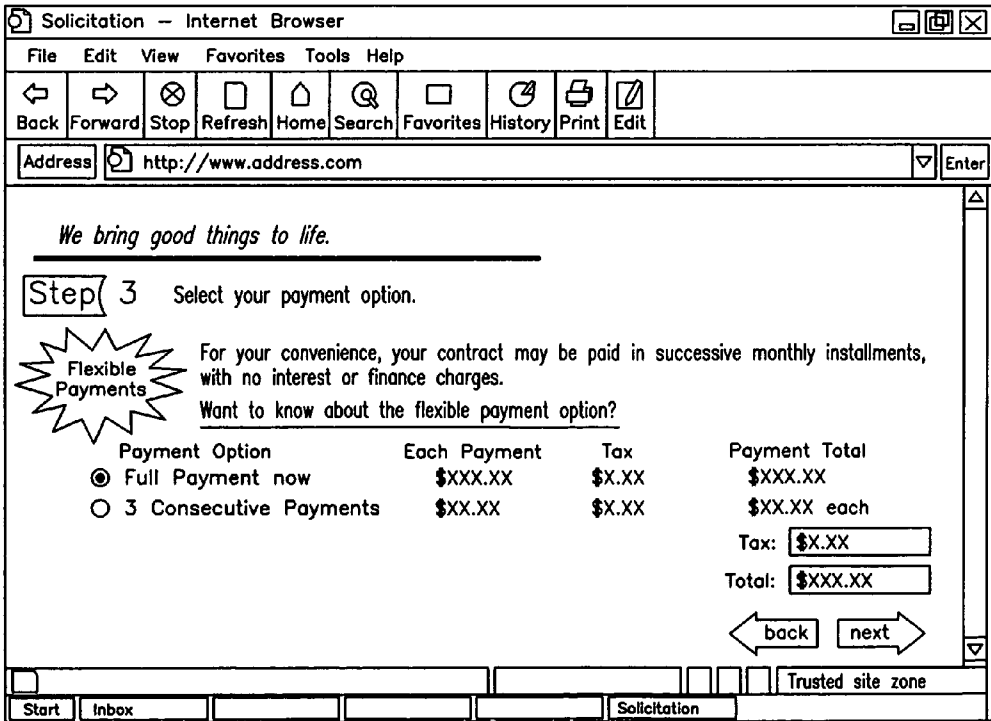 Solicitation – Internet Browser
File Edit View Favorites Tools Help
Back Forward Stop Refresh Home Search Favorites History Print Edit
Address http://www.address.com Enter
We bring good things to life.
Step 3 Select your payment option.
Flexible Payments
For your convenience, your contract may be paid in successive monthly installments,
with no interest or finance charges.
Want to know about the flexible payment option?
Payment Option Each Payment Tax Payment Total
Full Payment now $XXX.XX $X.XX $XXX.XX
3 Consecutive Payments $XX.XX $X.XX $XX.XX each
Tax: $X.XX
Total: $XXX.XX
back next
Trusted site zone
Start Inbox Solicitation